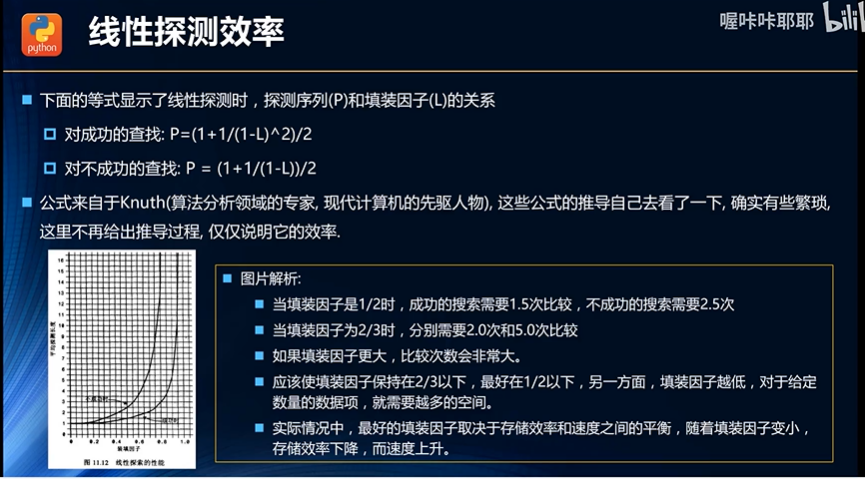 python
线性探测效率
喔咔咔耶耶 bili
下面的等式显示了线性探测时，探测序列(P)和填装因子(L)的关系
对成功的查找: P=(1+1/(1-L)^2)/2
对不成功的查找: P = (1+1/(1-L))/2
公式来自于Knuth(算法分析领域的专家, 现代计算机的先驱人物), 这些公式的推导自己去看了一下, 确实有些繁琐,
这里不再给出推导过程, 仅仅说明它的效率.
图片解析:
当填装因子是1/2时，成功的搜索需要1.5次比较，不成功的搜索需要2.5次
当填装因子为2/3时，分别需要2.0次和5.0次比较
如果填装因子更大，比较次数会非常大。
应该使填装因子保持在2/3以下，最好在1/2以下，另一方面，填装因子越低，对于给定
数量的数据项，就需要越多的空间。
实际情况中，最好的填装因子取决于存储效率和速度之间的平衡，随着填装因子变小，
存储效率下降，而速度上升。
16
15
14
13
12
11
10
9
8
7
6
5
4
3
2
1
0
平均探测长度
不成功时
成功时
0 0.2 0.4 0.6 0.8 1.0
装填因子
图 11.12 线性探索的性能